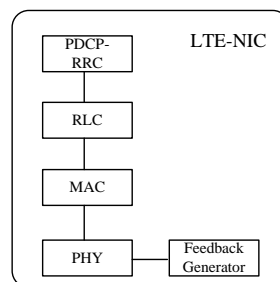 LTE-NIC
PDCP-
RRC
RLC
MAC
PHY
Feedback
Generator